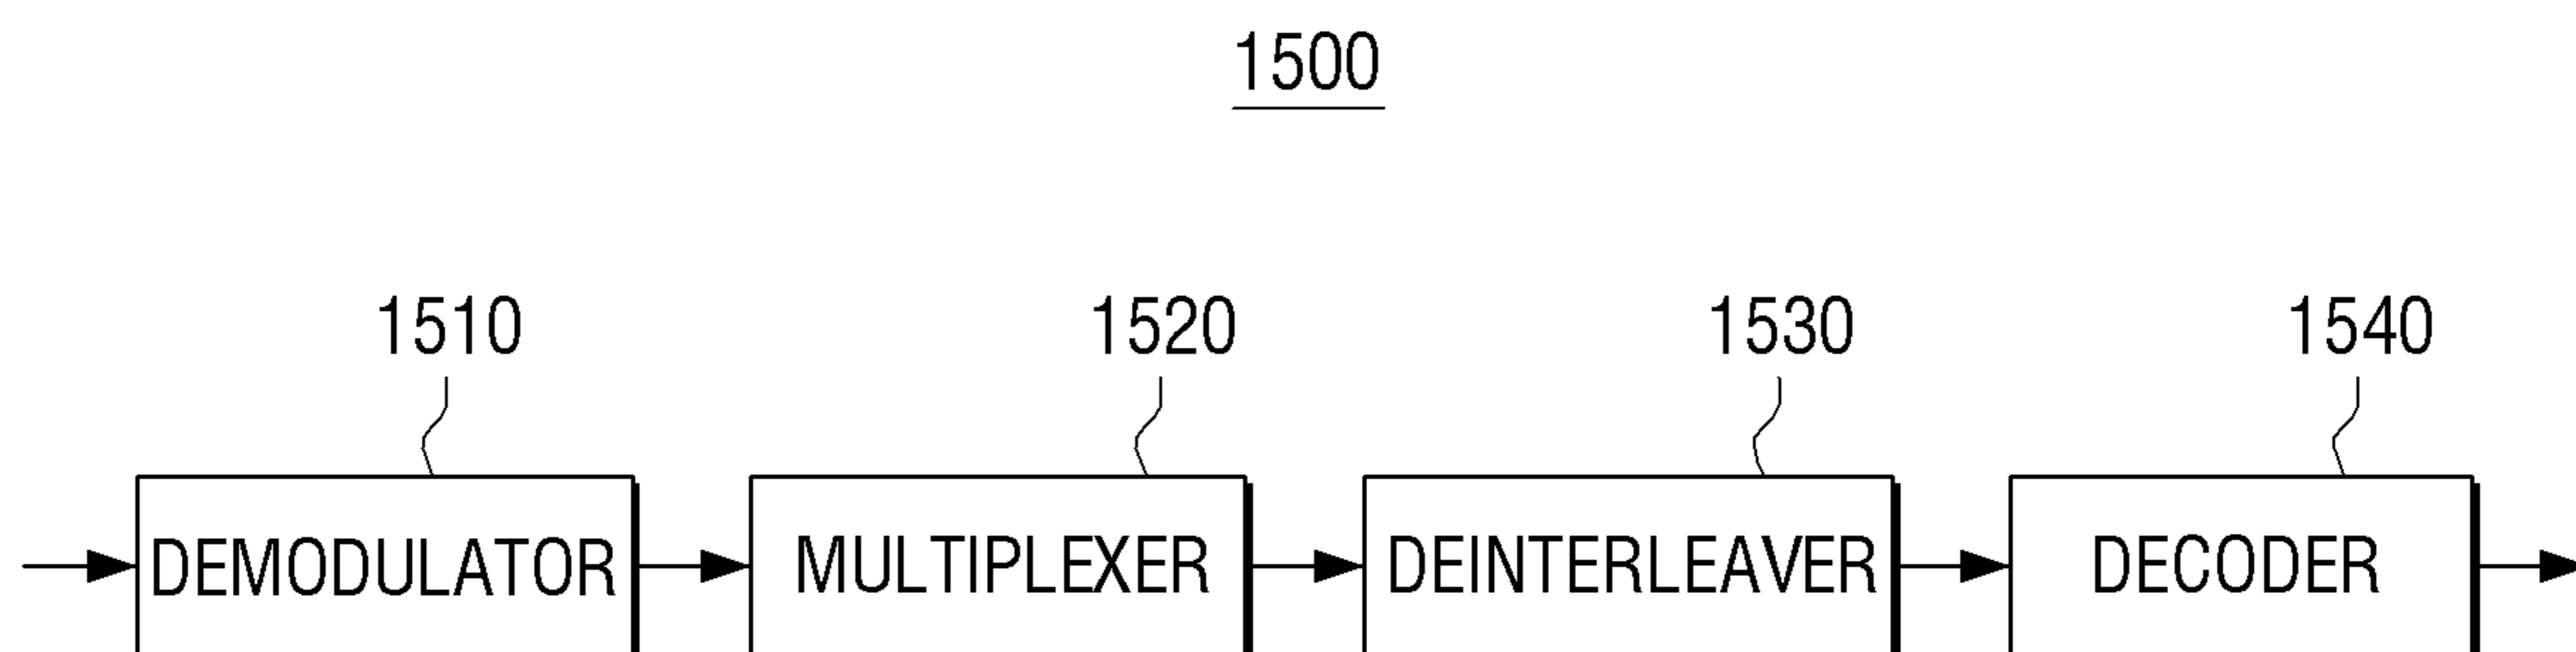 1500
1510 1520 1530 1540
DEMODULATOR MULTIPLEXER DEINTERLEAVER DECODER